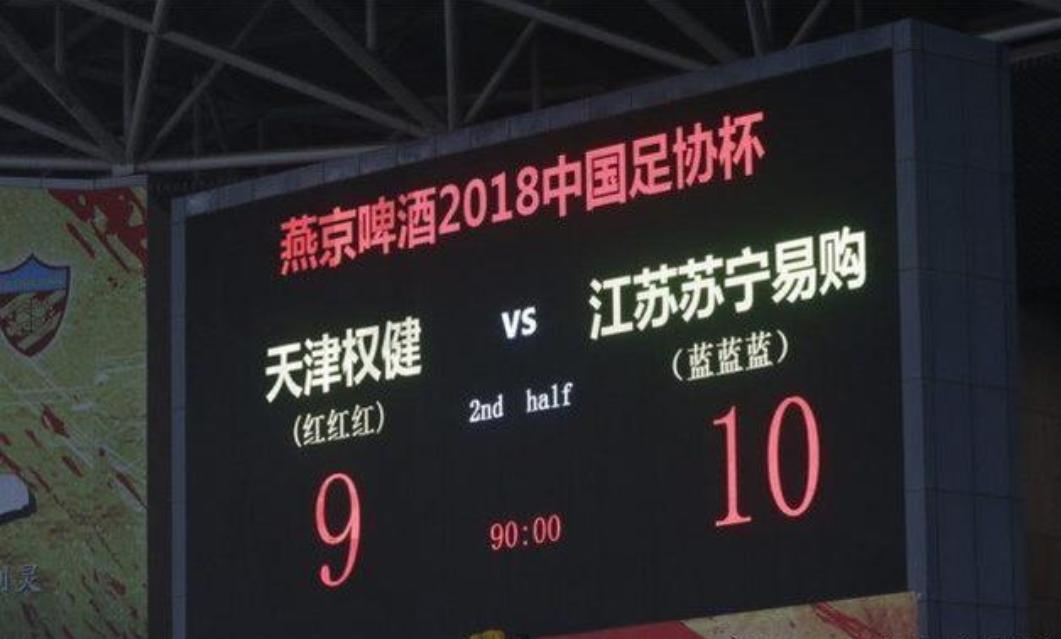 燕京啤酒2018中国足协杯
天津权健 VS 江苏苏宁易购
(红红红) (蓝蓝蓝)
2nd half
9 10
90:00
灵